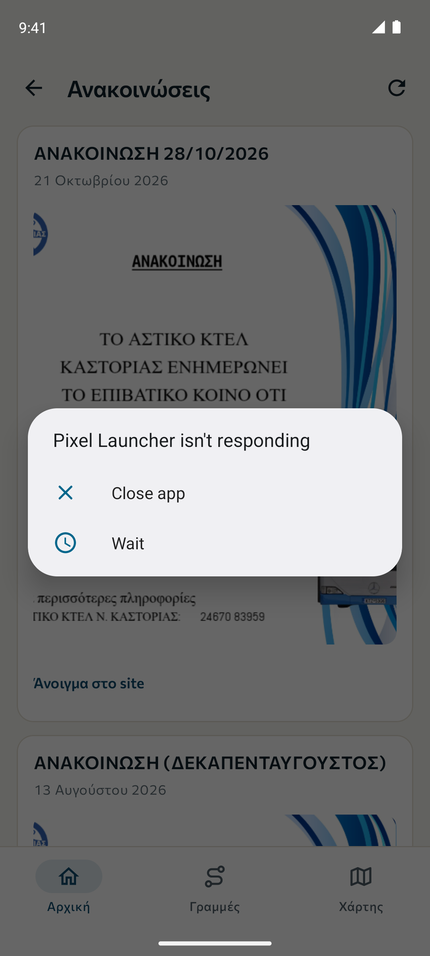 9:41
Ανακοινώσεις
ΑΝΑΚΟΙΝΩΣΗ 28/10/2026
21 Οκτωβρίου 2026
ΑΝΑΚΟΙΝΩΣΗ
ΤΟ ΑΣΤΙΚΟ ΚΤΕΛ
ΚΑΣΤΟΡΙΑΣ ΕΝΗΜΕΡΩΝΕΙ
ΤΟ ΕΠΙΒΑΤΙΚΟ ΚΟΙΝΟ ΟΤΙ
Pixel Launcher isn't responding
Close app
Wait
περισσότερες πληροφορίες
ΠΚΟ ΚΤΕΛ Ν. ΚΑΣΤΟΡΙΑΣ: 24670 83959
Άνοιγμα στο site
ΑΝΑΚΟΙΝΩΣΗ (ΔΕΚΑΠΕΝΤΑΥΓΟΥΣΤΟΣ)
13 Αυγούστου 2026
Αρχική
Γραμμές
Χάρτης